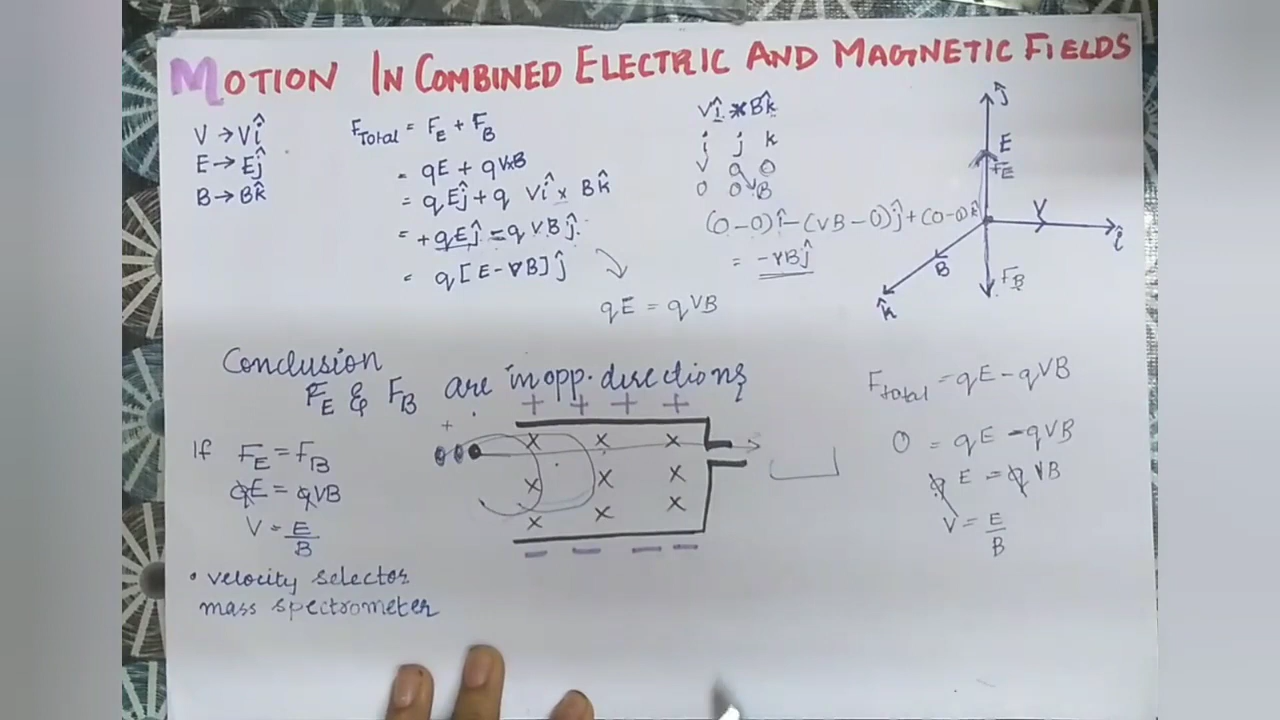 MOTION IN COMBINED ELECTRIC AND MAGNETIC FIELDS
V → Vî
E → Eĵ
B → Bk̂
F_Total = F_E + F_B
= qE + qV×B
= qEĵ + q Vî × Bk̂
= +qEĵ - qVBĵ
= q[E - VB]ĵ
qE = qVB
Vî × Bk̂
i j k
V 0 0
0 0 B
(0-0)î - (VB-0)ĵ + (0-0)k̂
= -VBĵ
ĵ
E
F_E
V
î
B
k̂
F_B
Conclusion
F_E & F_B are in opp. directions
If F_E = F_B
qE = qVB
V = E/B
• velocity selector
mass spectrometer
+ + + +
+
× × ×
× × ×
× × ×
- - - -
F_total = qE - qVB
0 = qE - qVB
qE = qVB
V = E/B